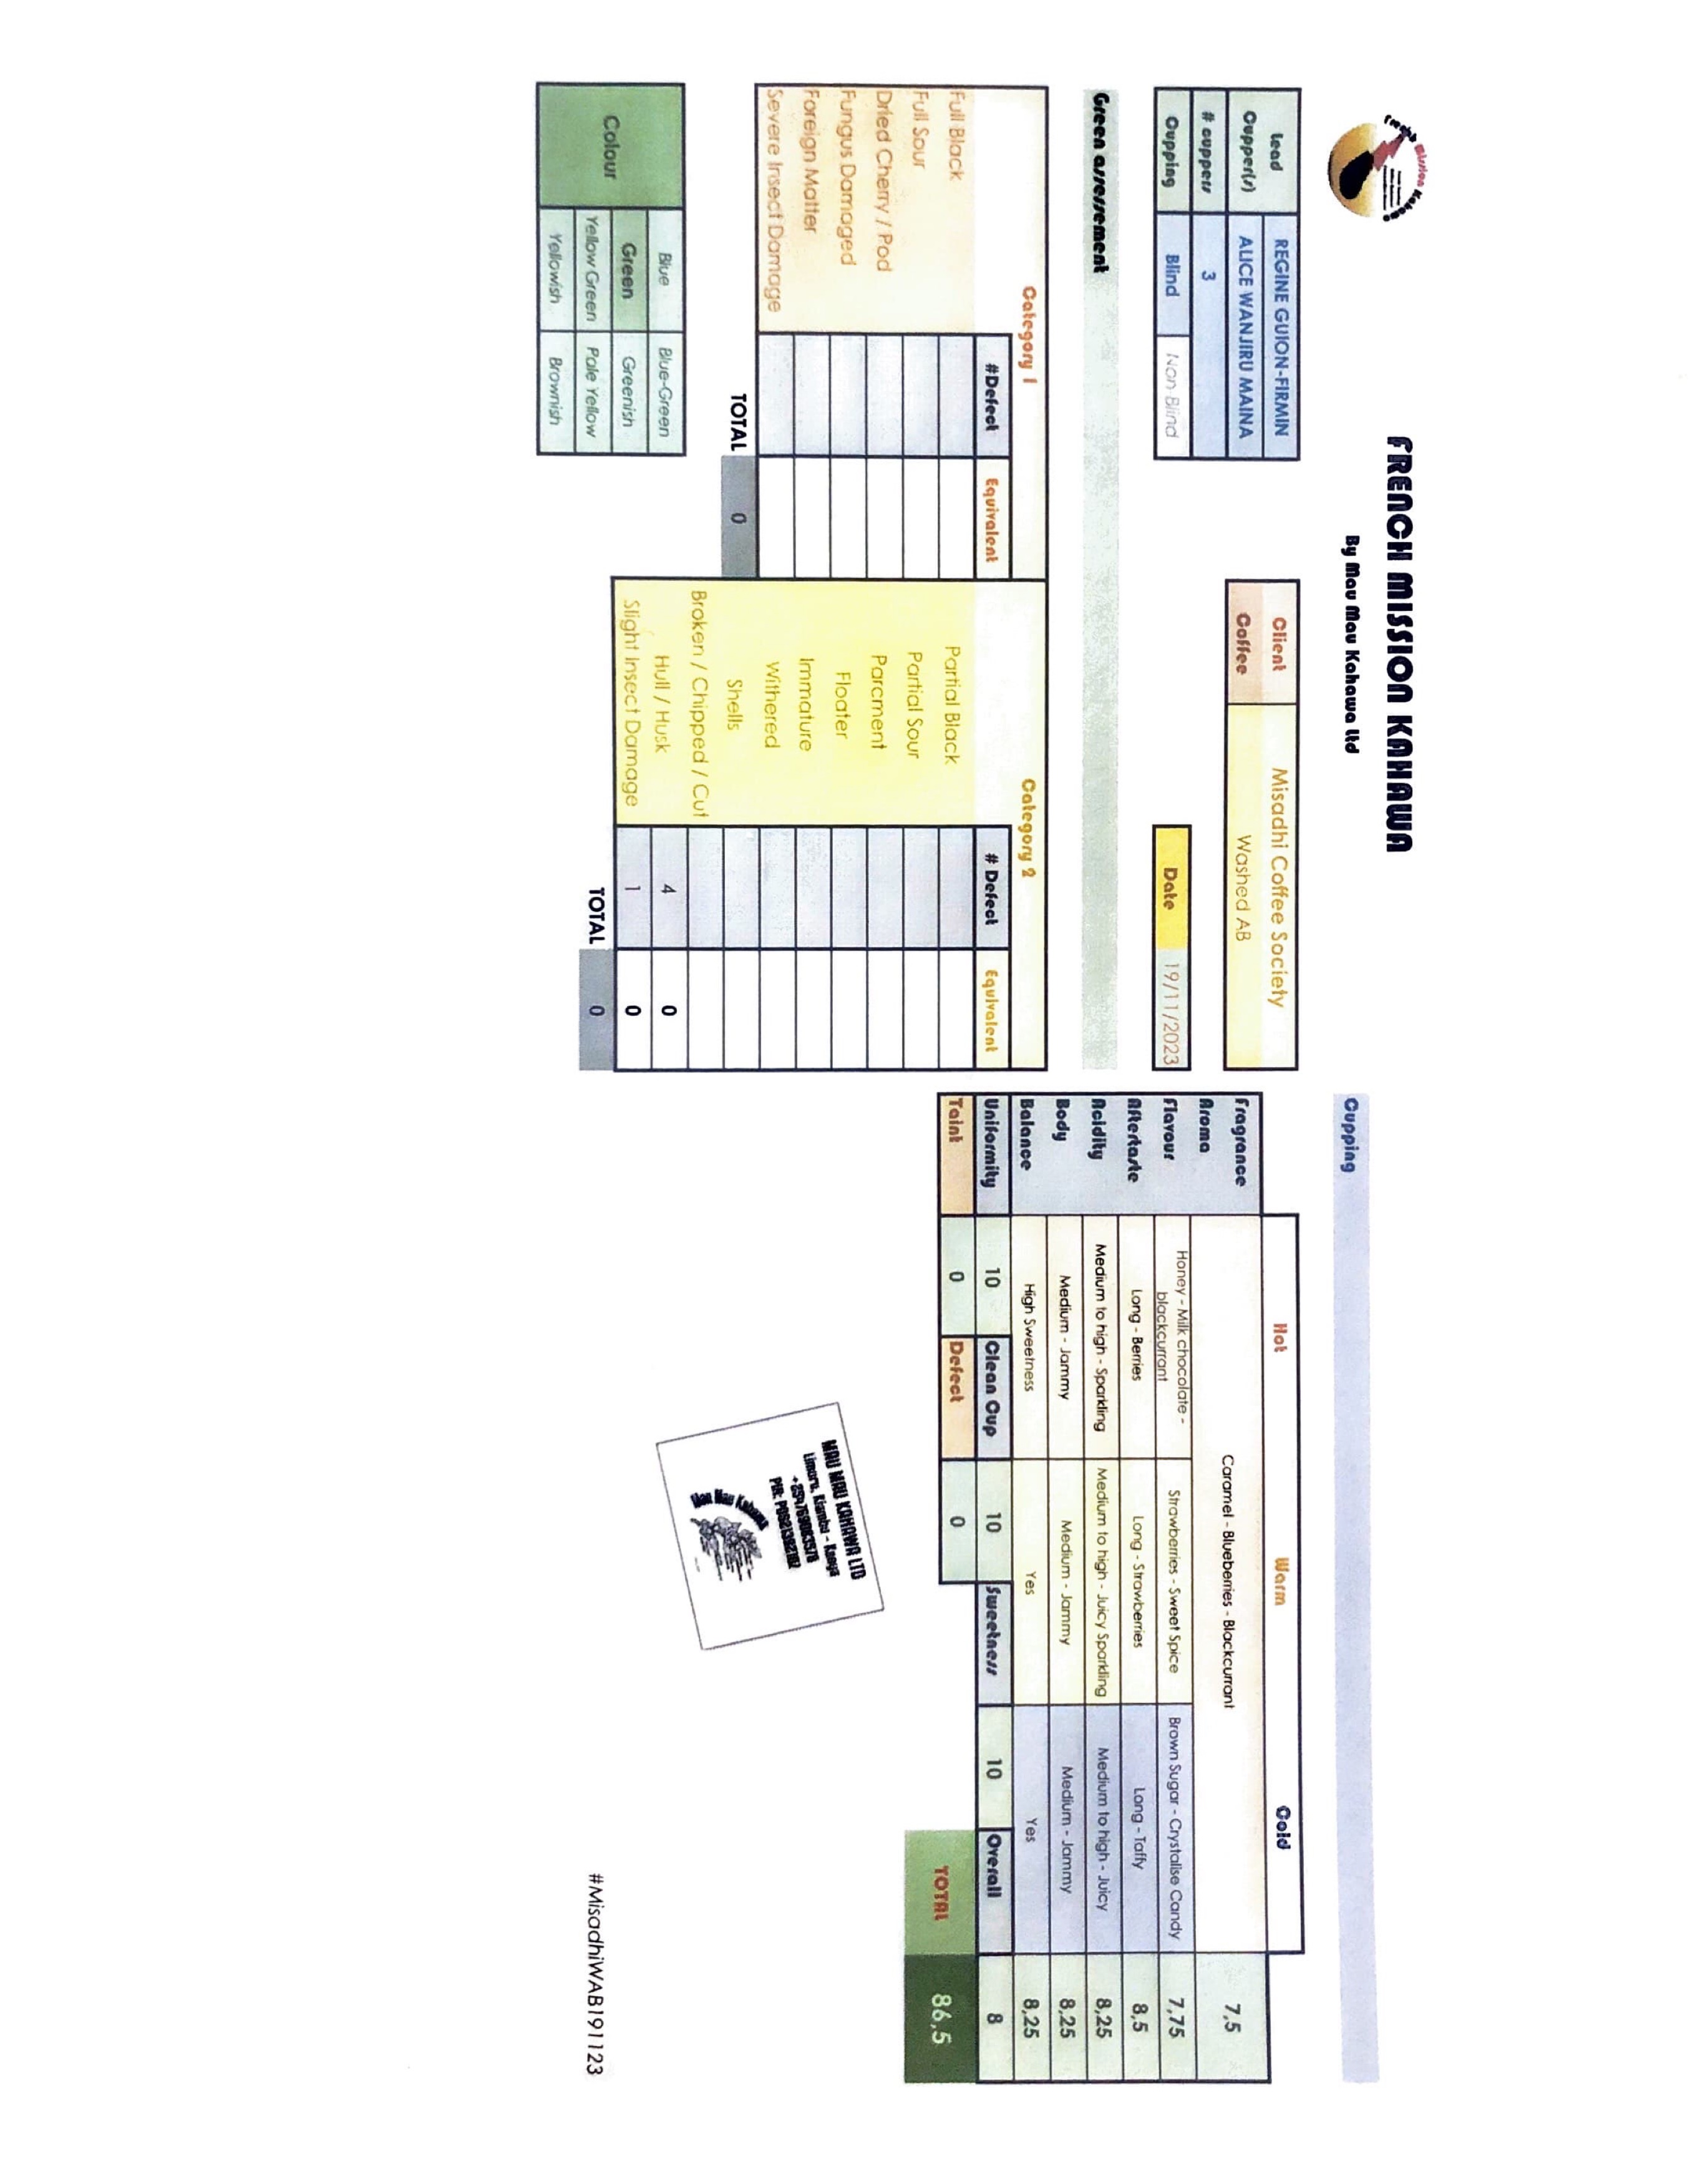 French Mission Kahawa
FRENCH MISSION KAHAWA
By Mau Mau Kahawa Ltd
Lead Cupper(s)
REGINE GUION-FIRMIN
ALICE WANJIRU MAINA
# cuppers 3
Cupping Blind Non Blind
Client Misadhi Coffee Society
Coffee Washed AB
Date 19/11/2023
Green assessement
Category 1
#Defect Equivalent
Full Black
Full Sour
Dried Cherry / Pod
Fungus Damaged
Foreign Matter
Severe Insect Damage
TOTAL 0
Category 2
# Defect Equivalent
Partial Black
Partial Sour
Parcment
Floater
Immature
Withered
Shells
Broken / Chipped / Cut
Hull / Husk 4 0
Slight Insect Damage 1 0
TOTAL 0
Colour
Blue Blue-Green
Green Greenish
Yellow Green Pale Yellow
Yellowish Brownish
Cupping
Hot Warm Cold
Fragrance
Aroma
Caramel - Blueberries - Blackcurrant 7,5
Flavour Honey - Milk chocolate - blackcurrant Strawberries - Sweet Spice Brown Sugar - Crystalise Candy 7,75
Aftertaste Long - Berries Long - Strawberries Long - Taffy 8,5
Acidity Medium to high - Sparkling Medium to high - Juicy Sparkling Medium to high - Juicy 8,25
Body Medium - Jammy Medium - Jammy Medium - Jammy 8,25
Balance High Sweetness Yes Yes 8,25
Uniformity 10 Clean Cup 10 Sweetness 10 Overall 8
Taint 0 Defect 0
TOTAL 86,5
MAU MAU KAHAWA LTD
Limuru, Kiambu - Kenya
Mau Mau Kahawa
#MisadhiWAB191123